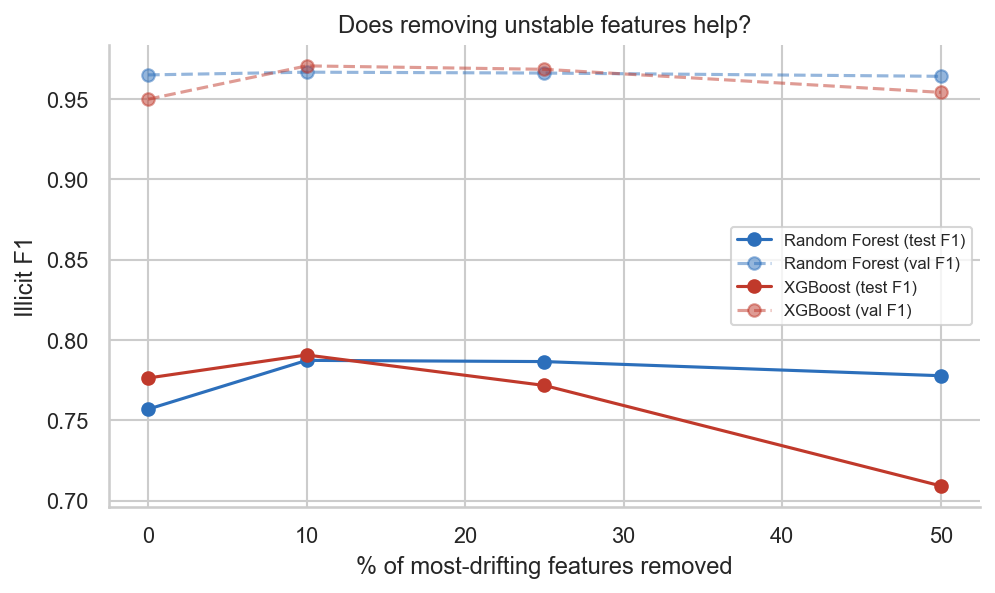 Does removing unstable features help?
Illicit F1
0.95
0.90
0.85
0.80
0.75
0.70
Random Forest (test F1)
Random Forest (val F1)
XGBoost (test F1)
XGBoost (val F1)
0 10 20 30 40 50
% of most-drifting features removed